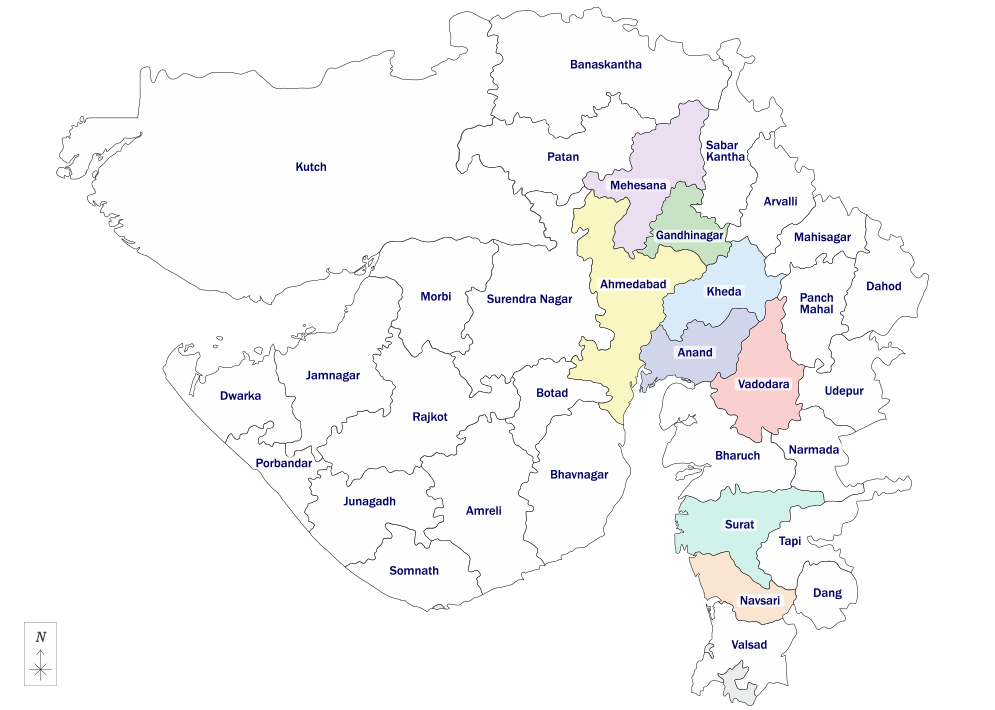 Banaskantha
Patan
Sabar
Kantha
Kutch
Mehesana
Arvalli
Gandhinagar
Mahisagar
Ahmedabad
Kheda
Dahod
Morbi
Surendra Nagar
Panch
Mahal
Anand
Jamnagar
Vadodara
Dwarka
Botad
Udepur
Rajkot
Narmada
Bharuch
Porbandar
Bhavnagar
Junagadh
Amreli
Surat
Tapi
Somnath
Dang
Navsari
N
Valsad